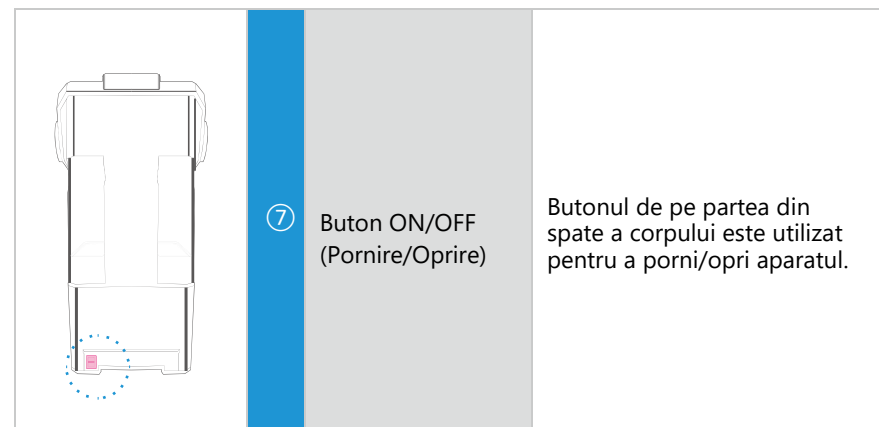 ⑦
Buton ON/OFF
(Pornire/Oprire)
Butonul de pe partea din
spate a corpului este utilizat
pentru a porni/opri aparatul.